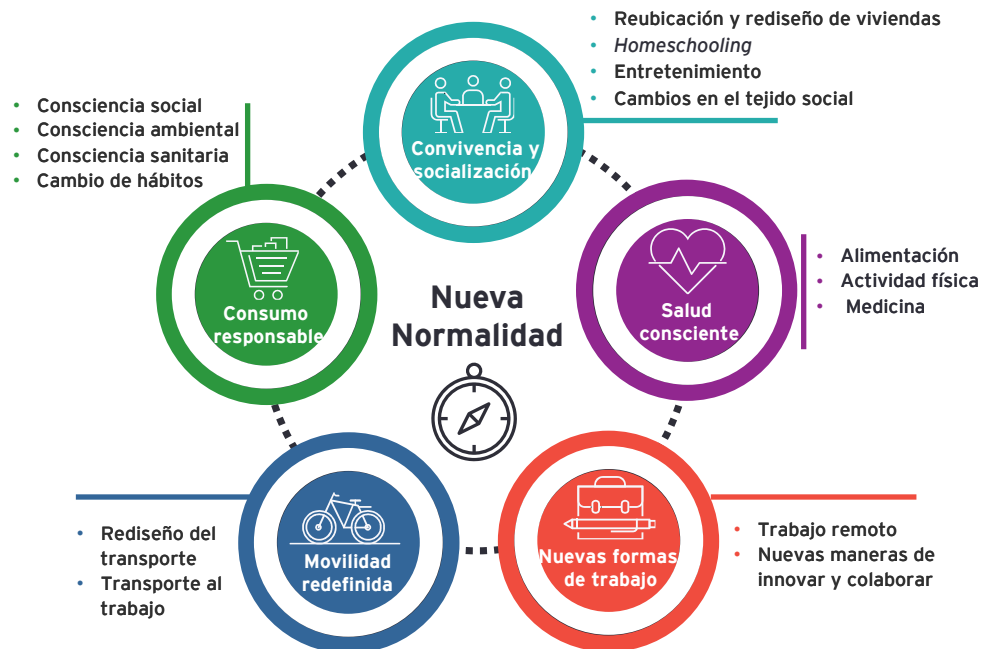 Reubicación y rediseño de viviendas
Homeschooling
Entretenimiento
Cambios en el tejido social
Convivencia y
socialización
Consciencia social
Consciencia ambiental
Consciencia sanitaria
Cambio de hábitos
Consumo
responsable
Nueva
Normalidad
Salud
consciente
Alimentación
Actividad física
Medicina
Rediseño del
transporte
Transporte al
trabajo
Movilidad
redefinida
Nuevas formas
de trabajo
Trabajo remoto
Nuevas maneras de
innovar y colaborar